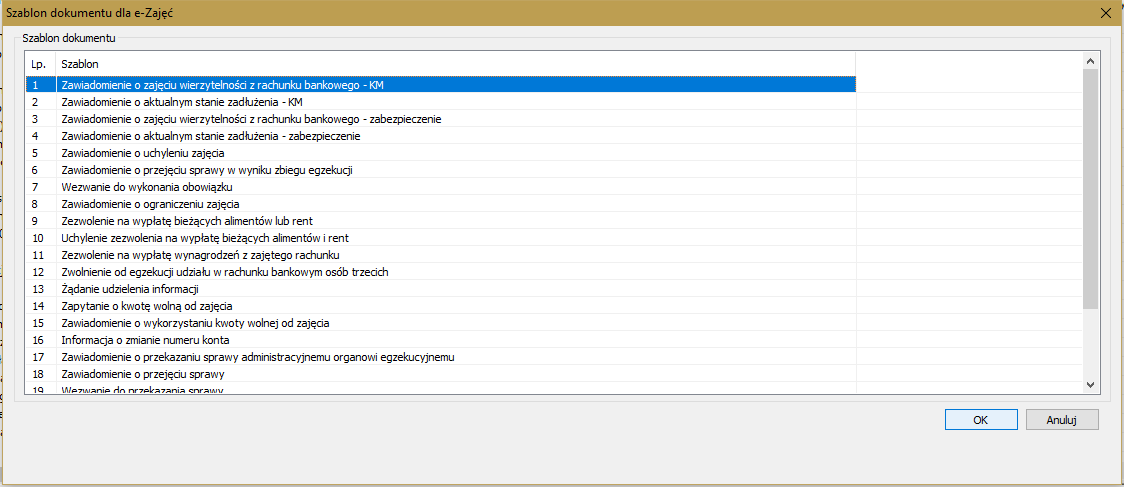 Szablon dokumentu dla e-Zajęć
Szablon dokumentu
Lp. Szablon
1 Zawiadomienie o zajęciu wierzytelności z rachunku bankowego - KM
2 Zawiadomienie o aktualnym stanie zadłużenia - KM
3 Zawiadomienie o zajęciu wierzytelności z rachunku bankowego - zabezpieczenie
4 Zawiadomienie o aktualnym stanie zadłużenia - zabezpieczenie
5 Zawiadomienie o uchyleniu zajęcia
6 Zawiadomienie o przejęciu sprawy w wyniku zbiegu egzekucji
7 Wezwanie do wykonania obowiązku
8 Zawiadomienie o ograniczeniu zajęcia
9 Zezwolenie na wypłatę bieżących alimentów lub rent
10 Uchylenie zezwolenia na wypłatę bieżących alimentów i rent
11 Zezwolenie na wypłatę wynagrodzeń z zajętego rachunku
12 Zwolnienie od egzekucji udziału w rachunku bankowym osób trzecich
13 Żądanie udzielenia informacji
14 Zapytanie o kwotę wolną od zajęcia
15 Zawiadomienie o wykorzystaniu kwoty wolnej od zajęcia
16 Informacja o zmianie numeru konta
17 Zawiadomienie o przekazaniu sprawy administracyjnemu organowi egzekucyjnemu
18 Zawiadomienie o przejęciu sprawy
19 Wezwanie do przekazania sprawy
OK Anuluj